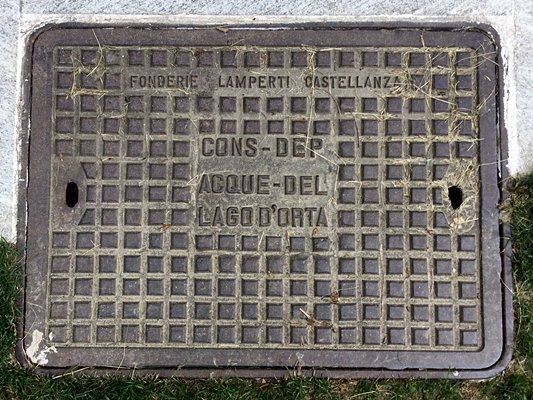 FONDERIE LAMPERTI CASTELLANZA
CONS-DEP
ACQUE-DEL
LAGO D'ORTA